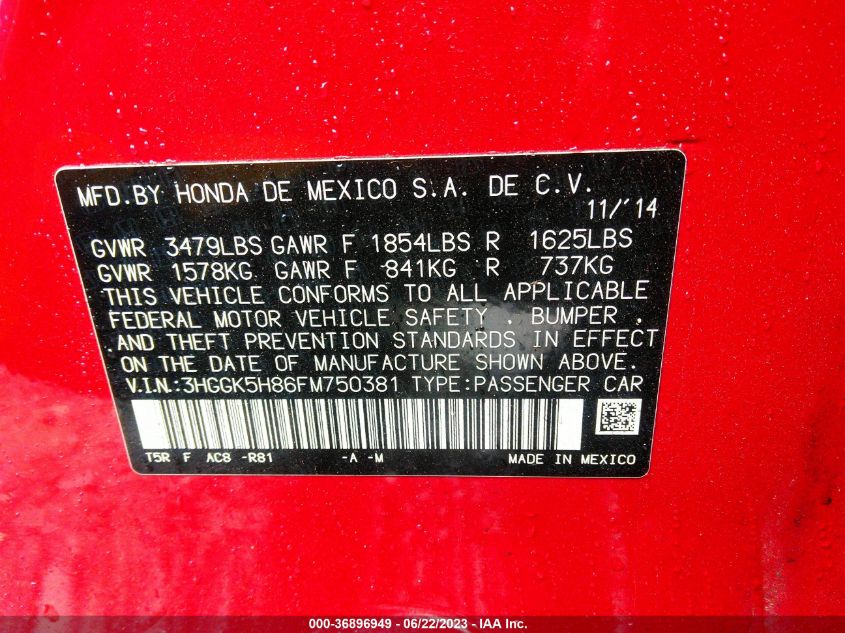 MFD.BY HONDA DE MEXICO S.A. DE C.V.
11/'14
GVWR 3479LBS GAWR F 1854LBS R 1625LBS
GVWR 1578KG GAWR F 841KG R 737KG
THIS VEHICLE CONFORMS TO ALL APPLICABLE
FEDERAL MOTOR VEHICLE SAFETY , BUMPER ,
AND THEFT PREVENTION STANDARDS IN EFFECT
ON THE DATE OF MANUFACTURE SHOWN ABOVE.
V.I.N.:3HGGK5H86FM750381 TYPE:PASSENGER CAR
T5R F AC8 -R81 -A -M MADE IN MEXICO
000-36896949 - 06/22/2023 - IAA Inc.